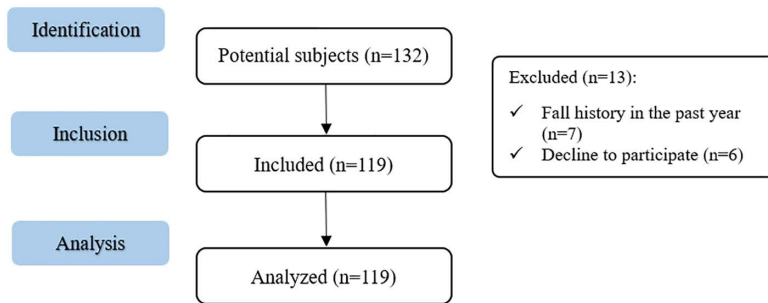 Identification
Potential subjects (n=132)
Excluded (n=13):
✓ Fall history in the past year
(n=7)
✓ Decline to participate (n=6)
Inclusion
Included (n=119)
Analysis
Analyzed (n=119)